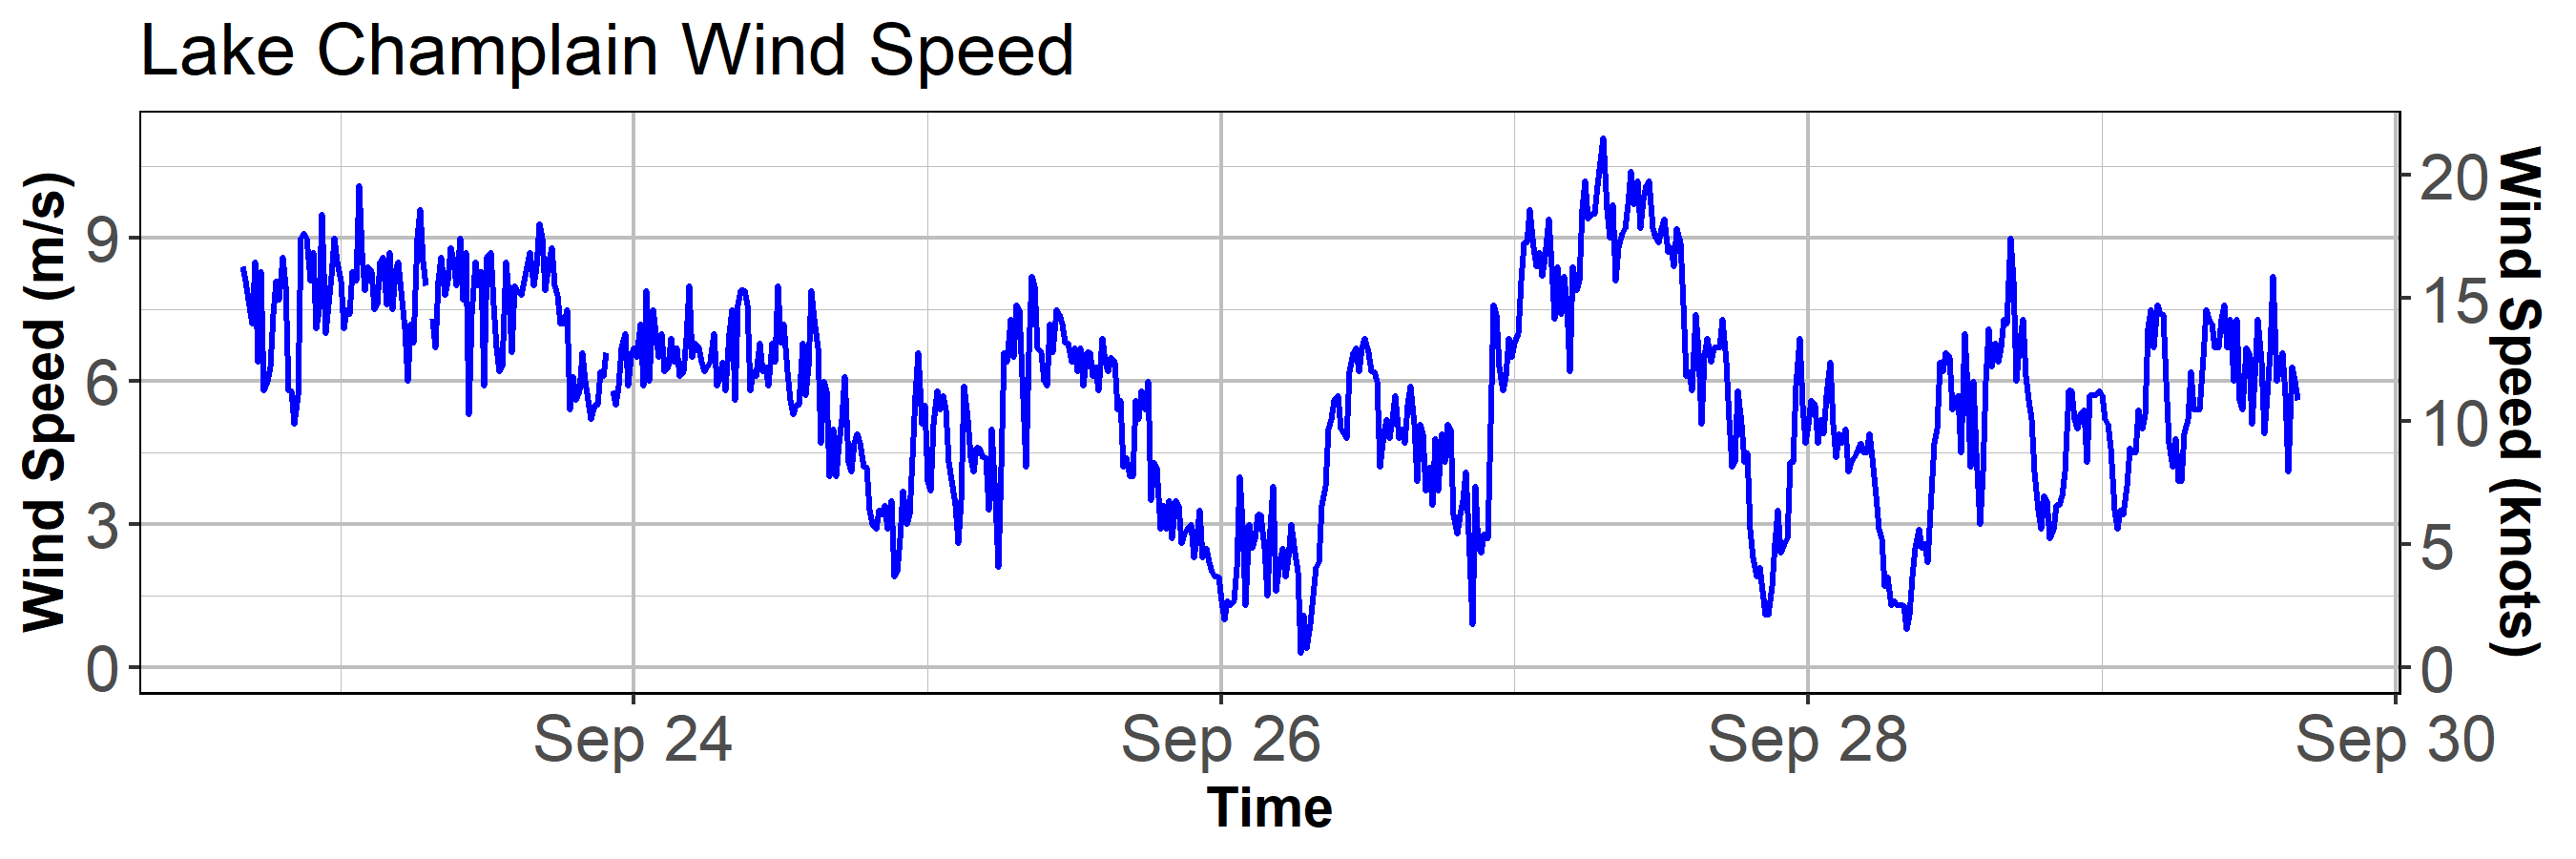 Lake Champlain Wind Speed
Wind Speed (m/s)
9
6
3
0
20
15
10
5
0
Wind Speed (knots)
Sep 24
Sep 26
Sep 28
Sep 30
Time